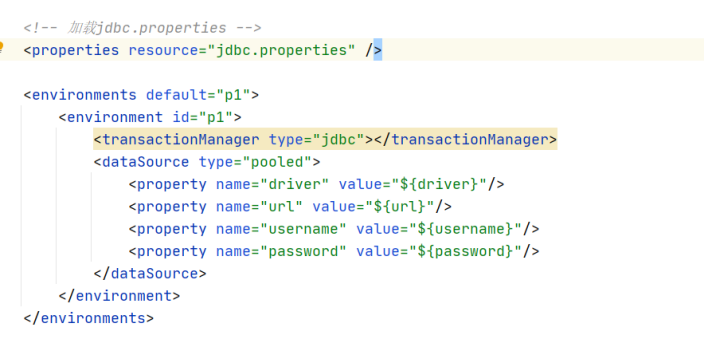 <!-- 加载jdbc.properties -->
<properties resource="jdbc.properties" />
<environments default="p1">
<environment id="p1">
<transactionManager type="jdbc"></transactionManager>
<dataSource type="pooled">
<property name="driver" value="${driver}"/>
<property name="url" value="${url}"/>
<property name="username" value="${username}"/>
<property name="password" value="${password}"/>
</dataSource>
</environment>
</environments>